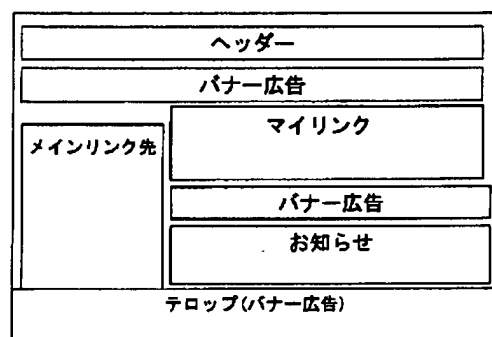 ヘッダー
バナー広告
マイリンク
メインリンク先
バナー広告
お知らせ
テロップ(バナー広告)